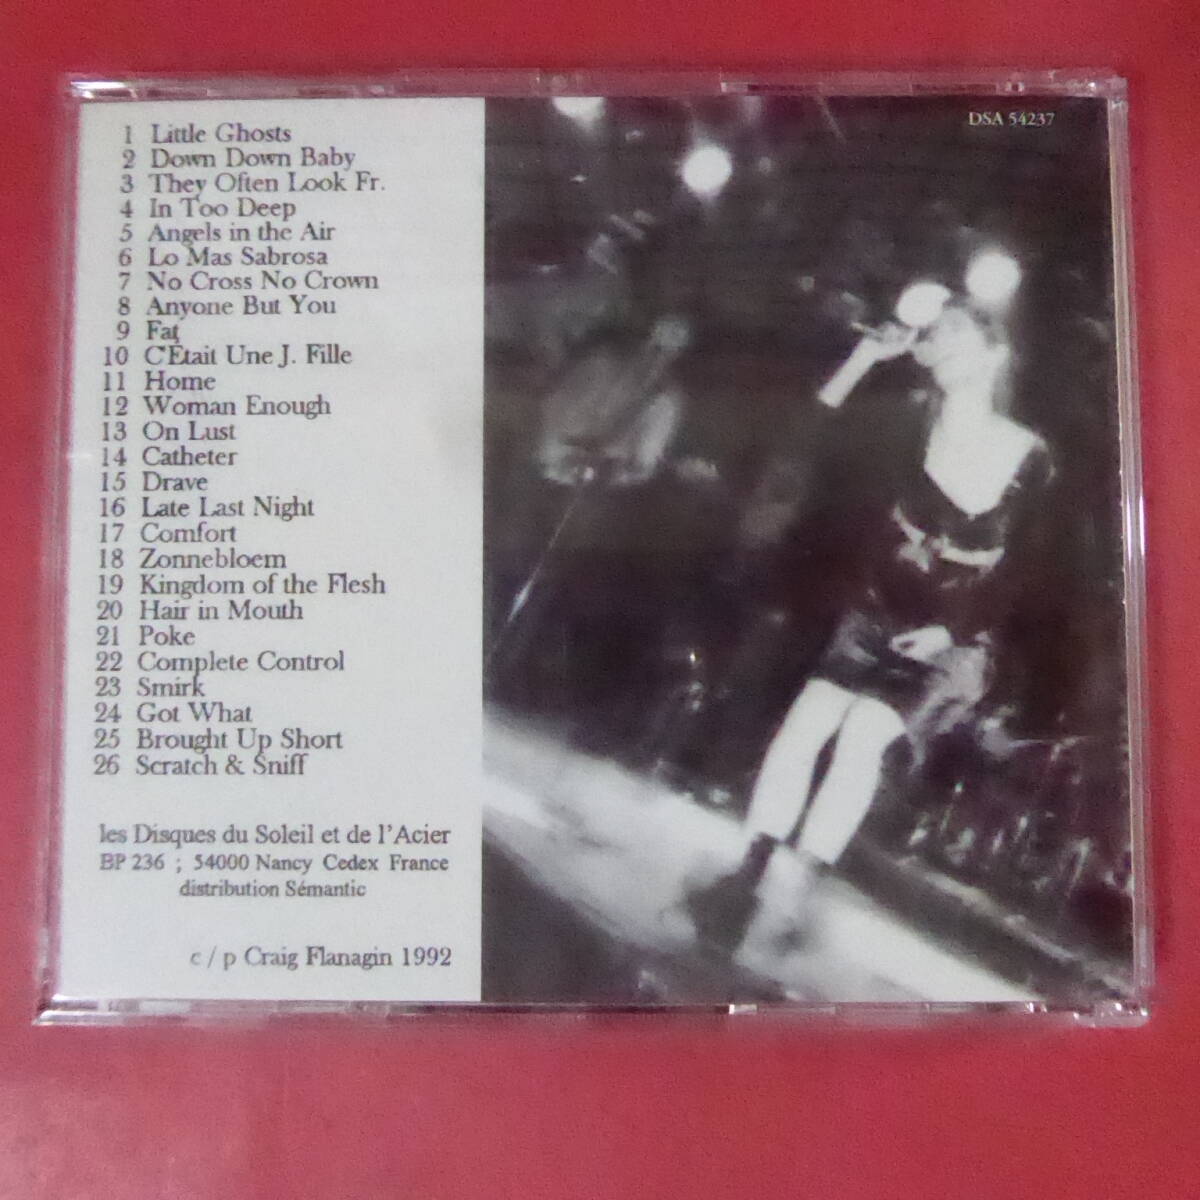 1 Little Ghosts
2 Down Down Baby
3 They Often Look Fr.
4 In Too Deep
5 Angels in the Air
6 Lo Mas Sabrosa
7 No Cross No Crown
8 Anyone But You
9 Fat
10 C'Etait Une J. Fille
11 Home
12 Woman Enough
13 On Lust
14 Catheter
15 Drave
16 Late Last Night
17 Comfort
18 Zonnebloem
19 Kingdom of the Flesh
20 Hair in Mouth
21 Poke
22 Complete Control
23 Smirk
24 Got What
25 Brought Up Short
26 Scratch & Sniff
les Disques du Soleil et de l'Acier
BP 236 ; 54000 Nancy Cedex France
distribution Sémantic
c / p Craig Flanagin 1992
DSA 54237